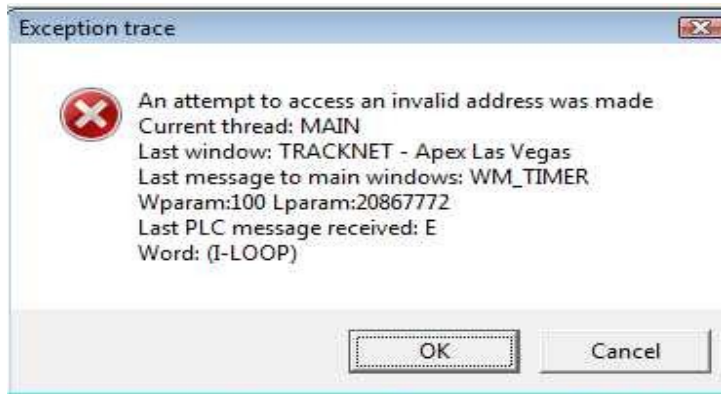 Exception trace
An attempt to access an invalid address was made
Current thread: MAIN
Last window: TRACKNET - Apex Las Vegas
Last message to main windows: WM_TIMER
Wparam:100 Lparam:20867772
Last PLC message received: E
Word: (I-LOOP)
OK
Cancel